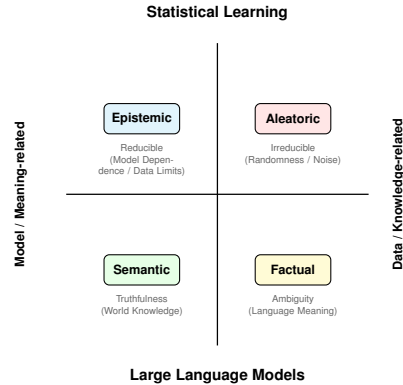 Statistical Learning
Model / Meaning-related
Data / Knowledge-related
Epistemic
Reducible
(Model Depen-
dence / Data Limits)
Aleatoric
Irreducible
(Randomness / Noise)
Semantic
Truthfulness
(World Knowledge)
Factual
Ambiguity
(Language Meaning)
Large Language Models